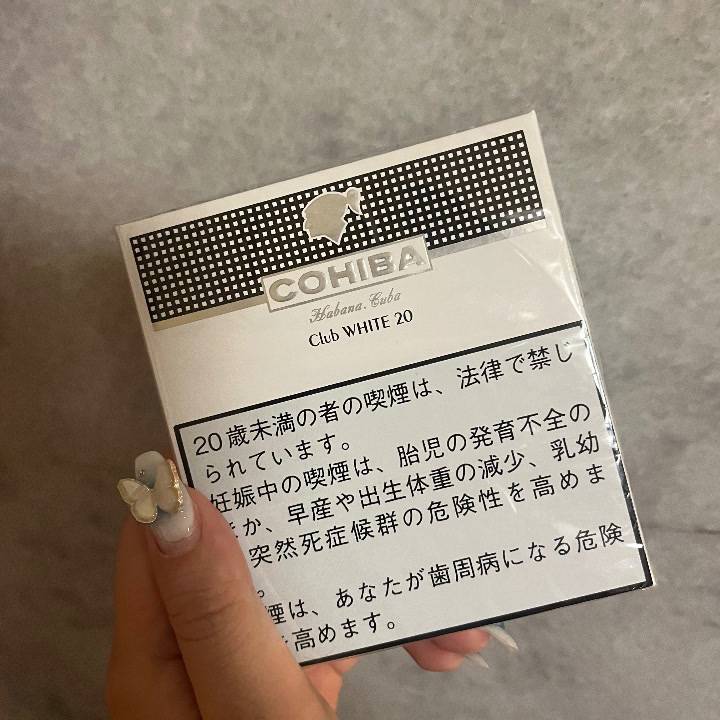 COHIBA
Habana, Cuba
Club WHITE 20
20歳未満の者の喫煙は、法律で禁じ
られています。
妊娠中の喫煙は、胎児の発育不全の
か、早産や出生体重の減少、乳幼
突然死症候群の危険性を高めま
。
煙は、あなたが歯周病になる危険
を高めます。